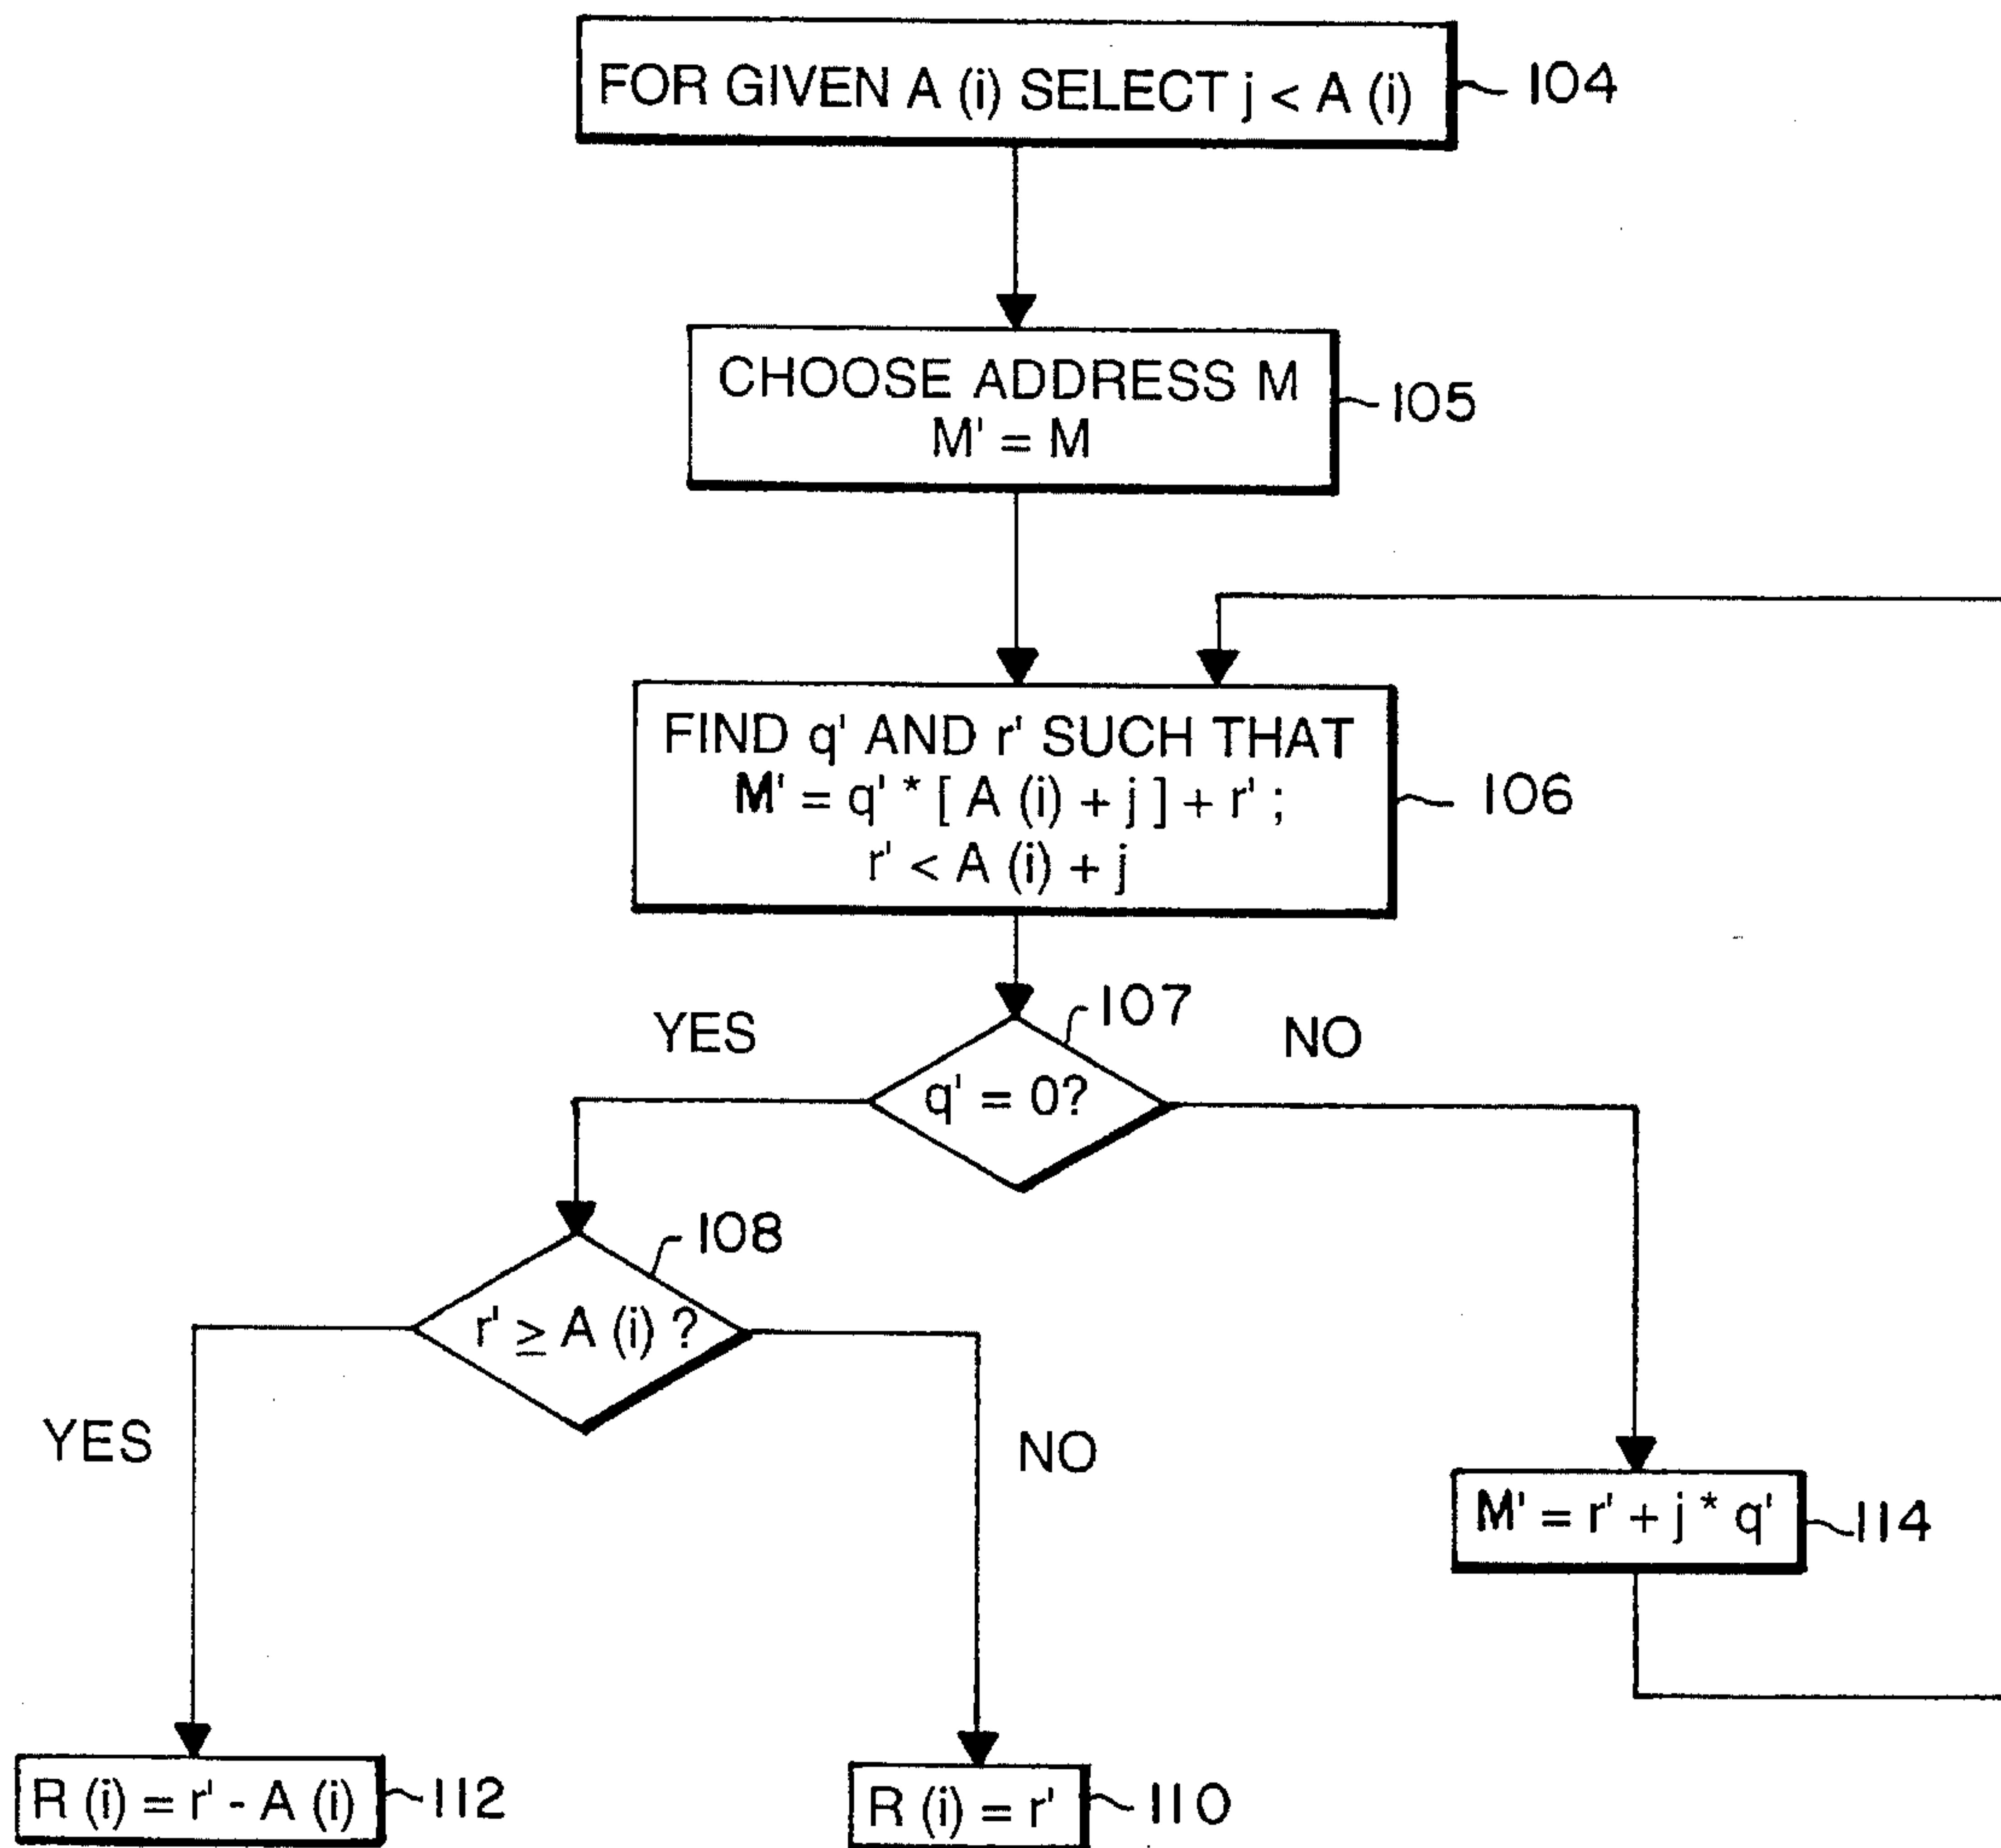 FOR GIVEN A (i) SELECT j < A (i)
104
CHOOSE ADDRESS M
M' = M
105
FIND q' AND r' SUCH THAT
M' = q' * [ A (i) + j ] + r' ;
r' < A (i) + j
106
YES
107
NO
q' = 0?
108
r' ≥ A (i) ?
YES
NO
M' = r' + j * q'
114
R (i) = r' - A (i)
112
R (i) = r'
110